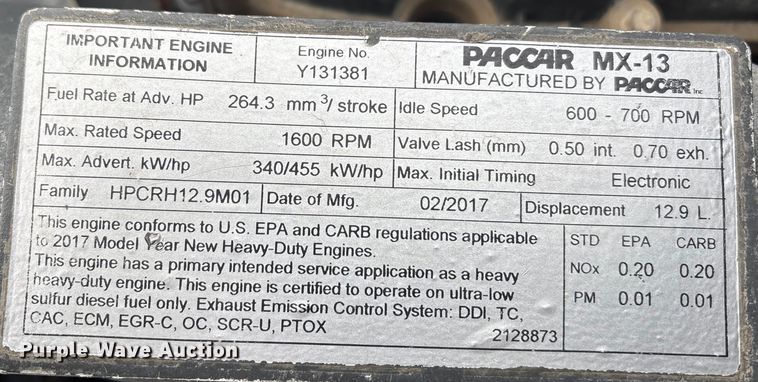 IMPORTANT ENGINE
INFORMATION
Engine No.
Y131381
PACCAR MX-13
MANUFACTURED BY PACCAR Inc
Fuel Rate at Adv. HP 264.3 mm³/ stroke
Idle Speed 600 - 700 RPM
Max. Rated Speed 1600 RPM
Valve Lash (mm) 0.50 int. 0.70 exh.
Max. Advert. kW/hp 340/455 kW/hp
Max. Initial Timing Electronic
Family HPCRH12.9M01
Date of Mfg. 02/2017
Displacement 12.9 L.
This engine conforms to U.S. EPA and CARB regulations applicable
to 2017 Model Year New Heavy-Duty Engines.
This engine has a primary intended service application as a heavy
heavy-duty engine. This engine is certified to operate on ultra-low
sulfur diesel fuel only. Exhaust Emission Control System: DDI, TC,
CAC, ECM, EGR-C, OC, SCR-U, PTOX
2128873
STD EPA CARB
NOx 0.20 0.20
PM 0.01 0.01
Purple Wave Auction